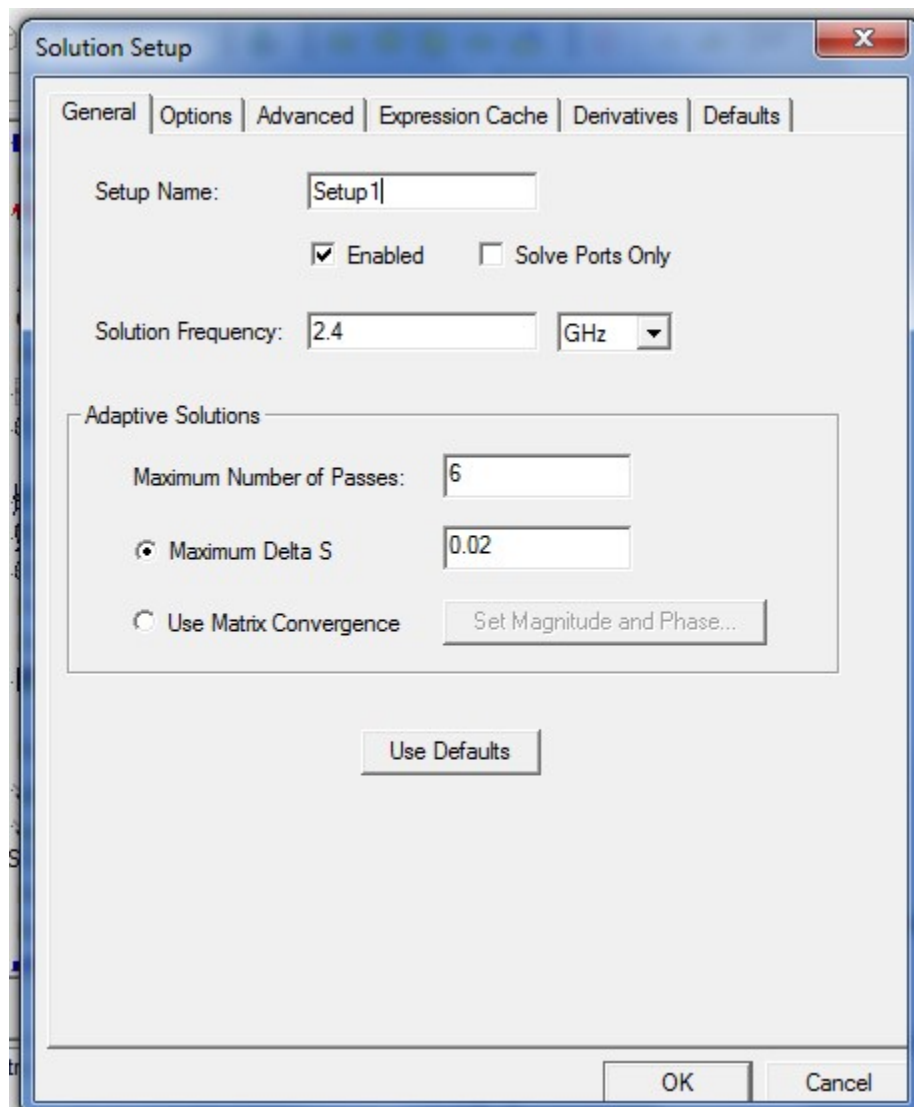 Solution Setup
General Options Advanced Expression Cache Derivatives Defaults
Setup Name: Setup1
Enabled Solve Ports Only
Solution Frequency: 2.4 GHz
Adaptive Solutions
Maximum Number of Passes: 6
Maximum Delta S 0.02
Use Matrix Convergence Set Magnitude and Phase...
Use Defaults
OK Cancel